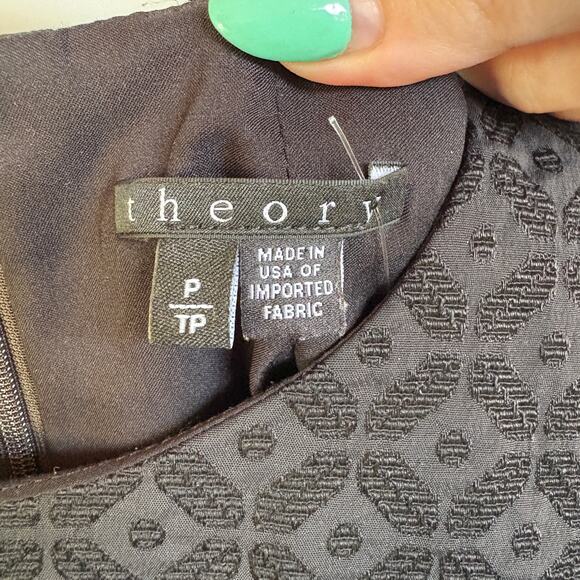 theory
P
TP
MADE IN
USA OF
IMPORTED
FABRIC